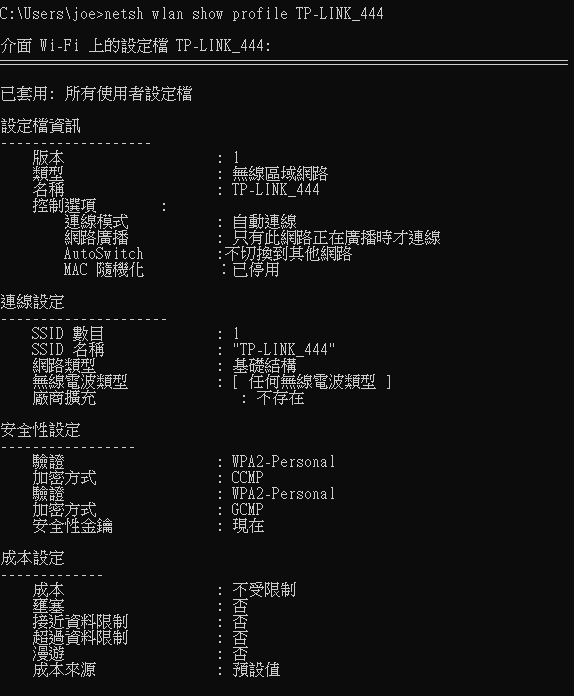 C:\Users\joe>netsh wlan show profile TP-LINK_444
介面 Wi-Fi 上的設定檔 TP-LINK_444:
=======================================================================
已套用: 所有使用者設定檔
設定檔資訊
-------------------
版本 : 1
類型 : 無線區域網路
名稱 : TP-LINK_444
控制選項 :
連線模式 : 自動連線
網路廣播 : 只有此網路正在廣播時才連線
AutoSwitch :不切換到其他網路
MAC 隨機化 :已停用
連線設定
---------------------
SSID 數目 : 1
SSID 名稱 : "TP-LINK_444"
網路類型 : 基礎結構
無線電波類型 : [ 任何無線電波類型 ]
廠商擴充 : 不存在
安全性設定
-----------------
驗證 : WPA2-Personal
加密方式 : CCMP
驗證 : WPA2-Personal
加密方式 : GCMP
安全性金鑰 : 現在
成本設定
-------------
成本 : 不受限制
壅塞 : 否
接近資料限制 : 否
超過資料限制 : 否
漫遊 : 否
成本來源 : 預設值